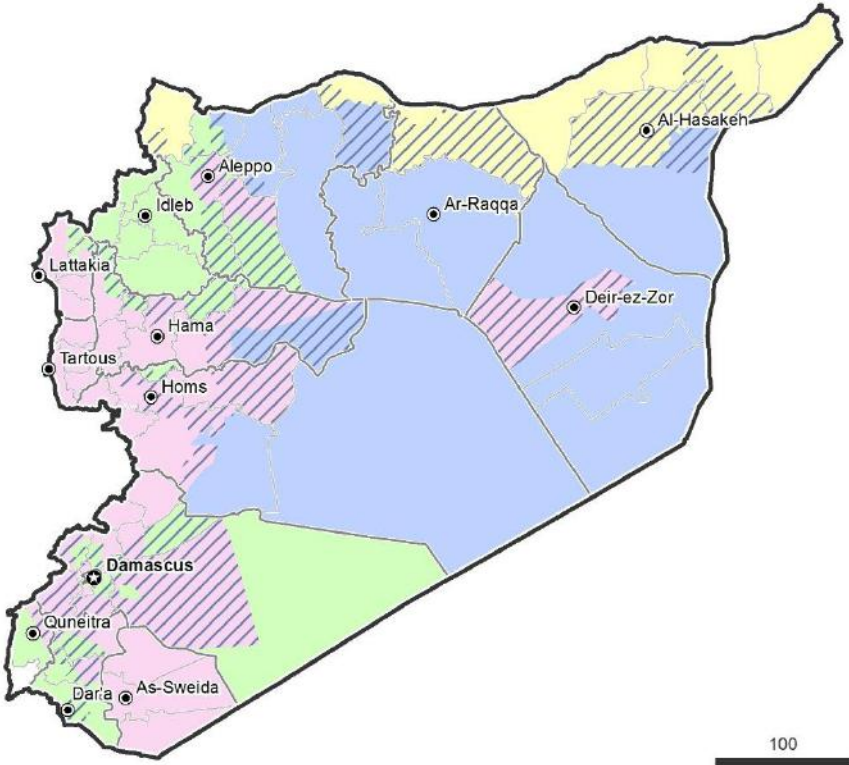 Al-Hasakeh
Aleppo
Idleb
Ar-Raqqa
Lattakia
Deir-ez-Zor
Hama
Tartous
Homs
Damascus
Quneitra
Dar'a
As-Sweida
100